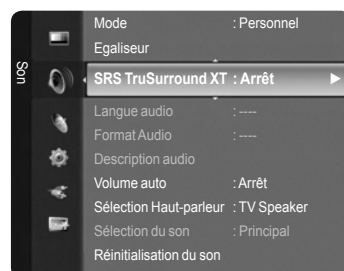 Son
Mode : Personnel
Egaliseur
SRS TruSurround XT : Arrêt
Langue audio : ----
Format Audio : ----
Description audio
Volume auto : Arrêt
Sélection Haut-parleur : TV Speaker
Sélection du son : Principal
Réinitialisation du son